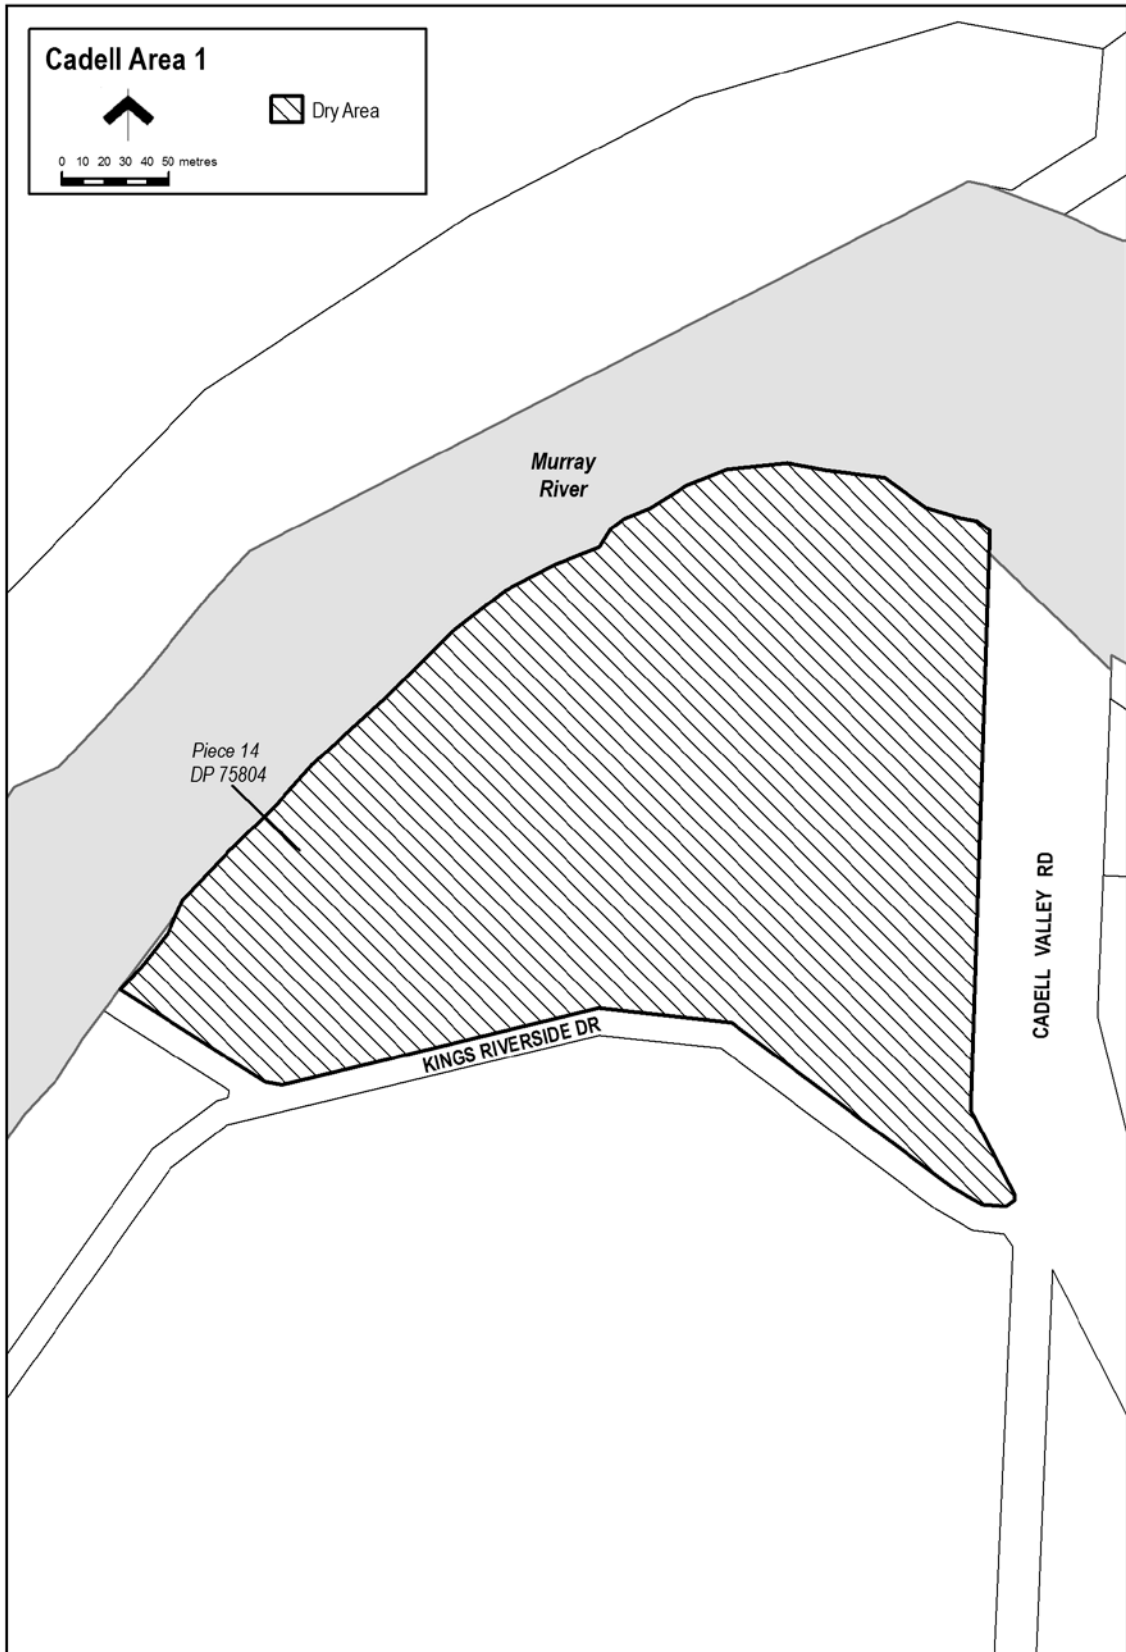 Cadell Area 1
Dry Area
0 10 20 30 40 50 metres
Murray
River
Piece 14
DP 75804
CADELL VALLEY RD
KINGS RIVERSIDE DR